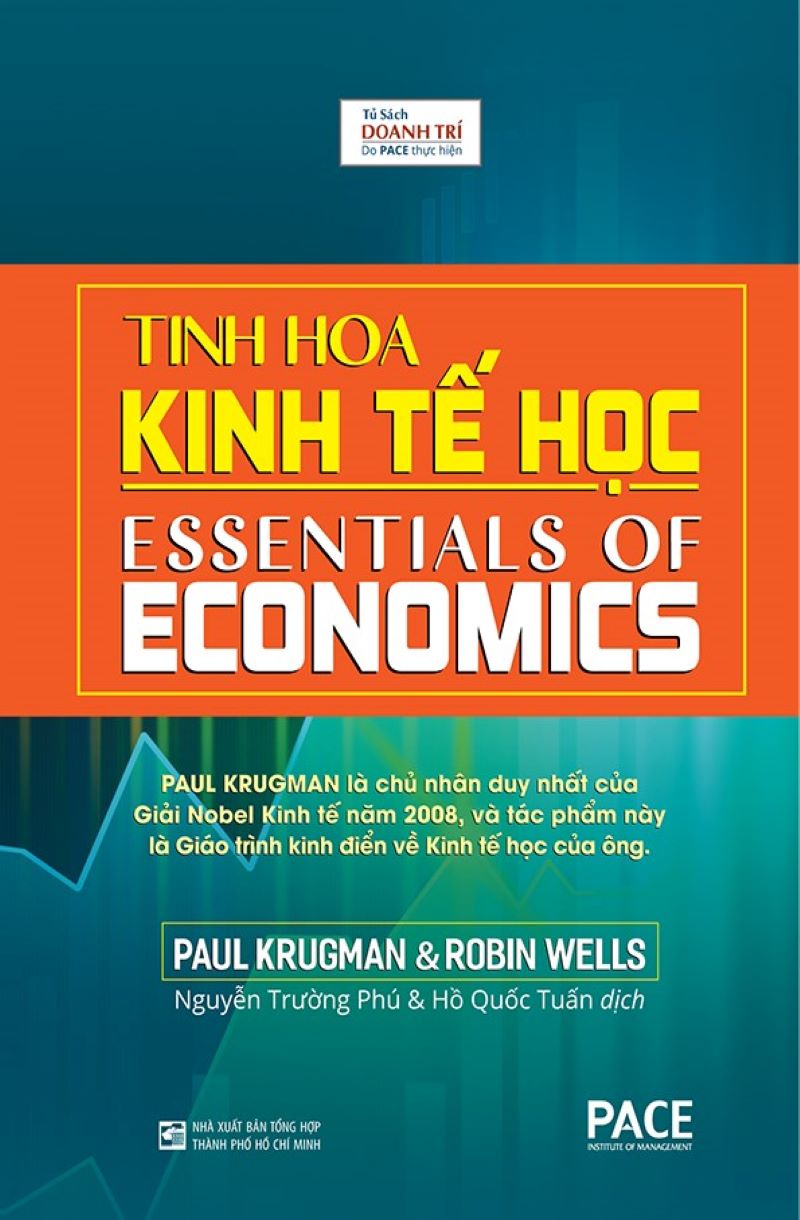 Tủ Sách
DOANH TRÍ
Do PACE thực hiện
TINH HOA
KINH TẾ HỌC
ESSENTIALS OF
ECONOMICS
PAUL KRUGMAN là chủ nhân duy nhất của
Giải Nobel Kinh tế năm 2008, và tác phẩm này
là Giáo trình kinh điển về Kinh tế học của ông.
PAUL KRUGMAN & ROBIN WELLS
Nguyễn Trường Phú & Hồ Quốc Tuấn dịch
NHÀ XUẤT BẢN TỔNG HỢP
THÀNH PHỐ HỒ CHÍ MINH
PACE
INSTITUTE OF MANAGEMENT